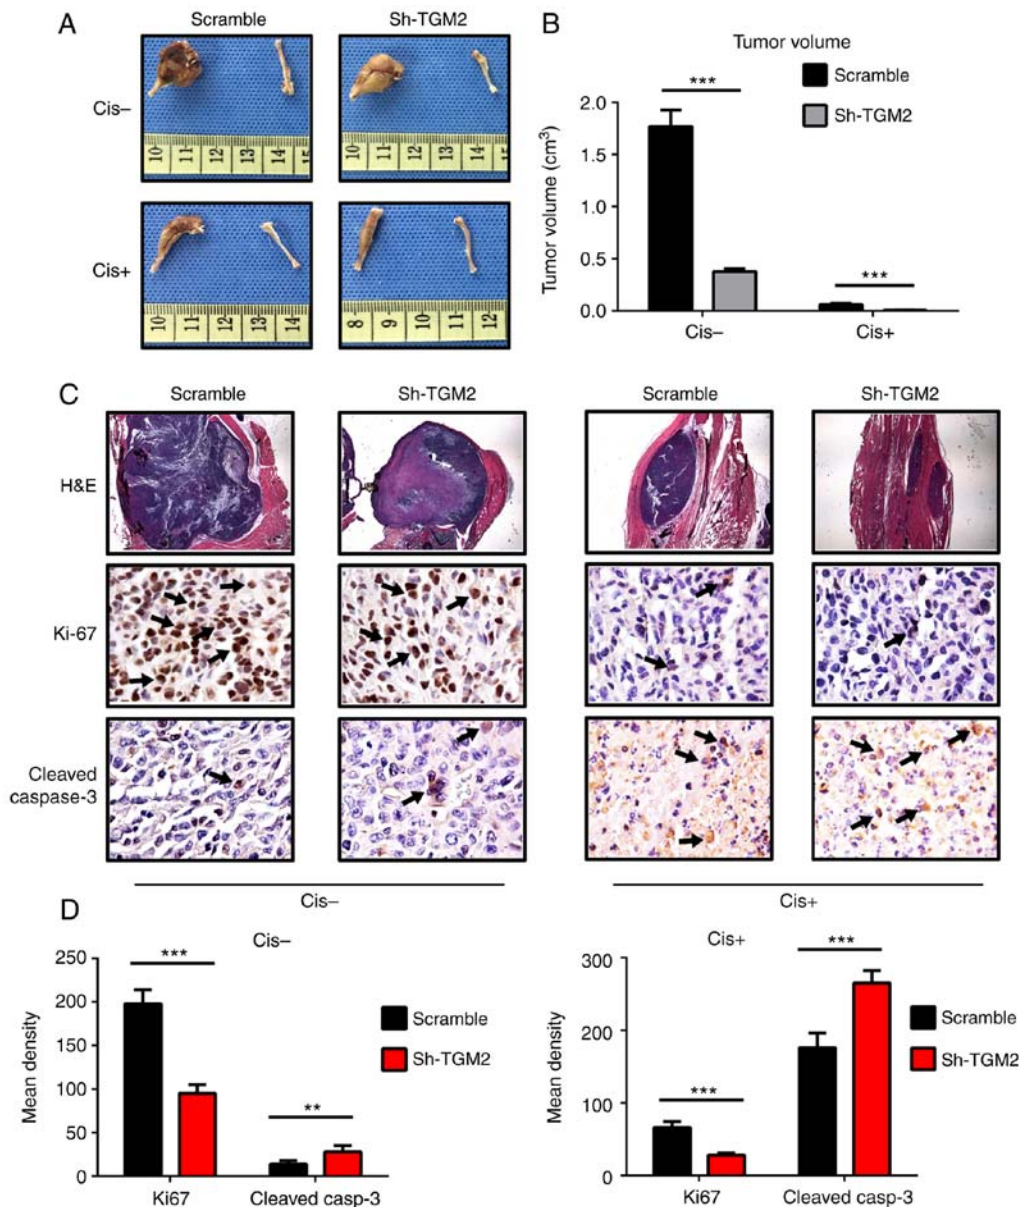 A
Scramble
Sh-TGM2
Cis–
10 11 12 13 14 15
10 11 12 13 14 15
Cis+
10 11 12 13 14
8 9 10 11 12
B
Tumor volume
Scramble
Sh-TGM2
***
***
Tumor volume (cm³)
2.0
1.5
1.0
0.5
0.0
Cis–
Cis+
C
Scramble
Sh-TGM2
Scramble
Sh-TGM2
H&E
Ki-67
Cleaved
caspase-3
Cis–
Cis+
D
Cis–
Mean density
250
200
150
100
50
0
***
**
Scramble
Sh-TGM2
Ki67
Cleaved casp-3
Cis+
Mean density
300
200
100
0
***
***
Scramble
Sh-TGM2
Ki67
Cleaved casp-3